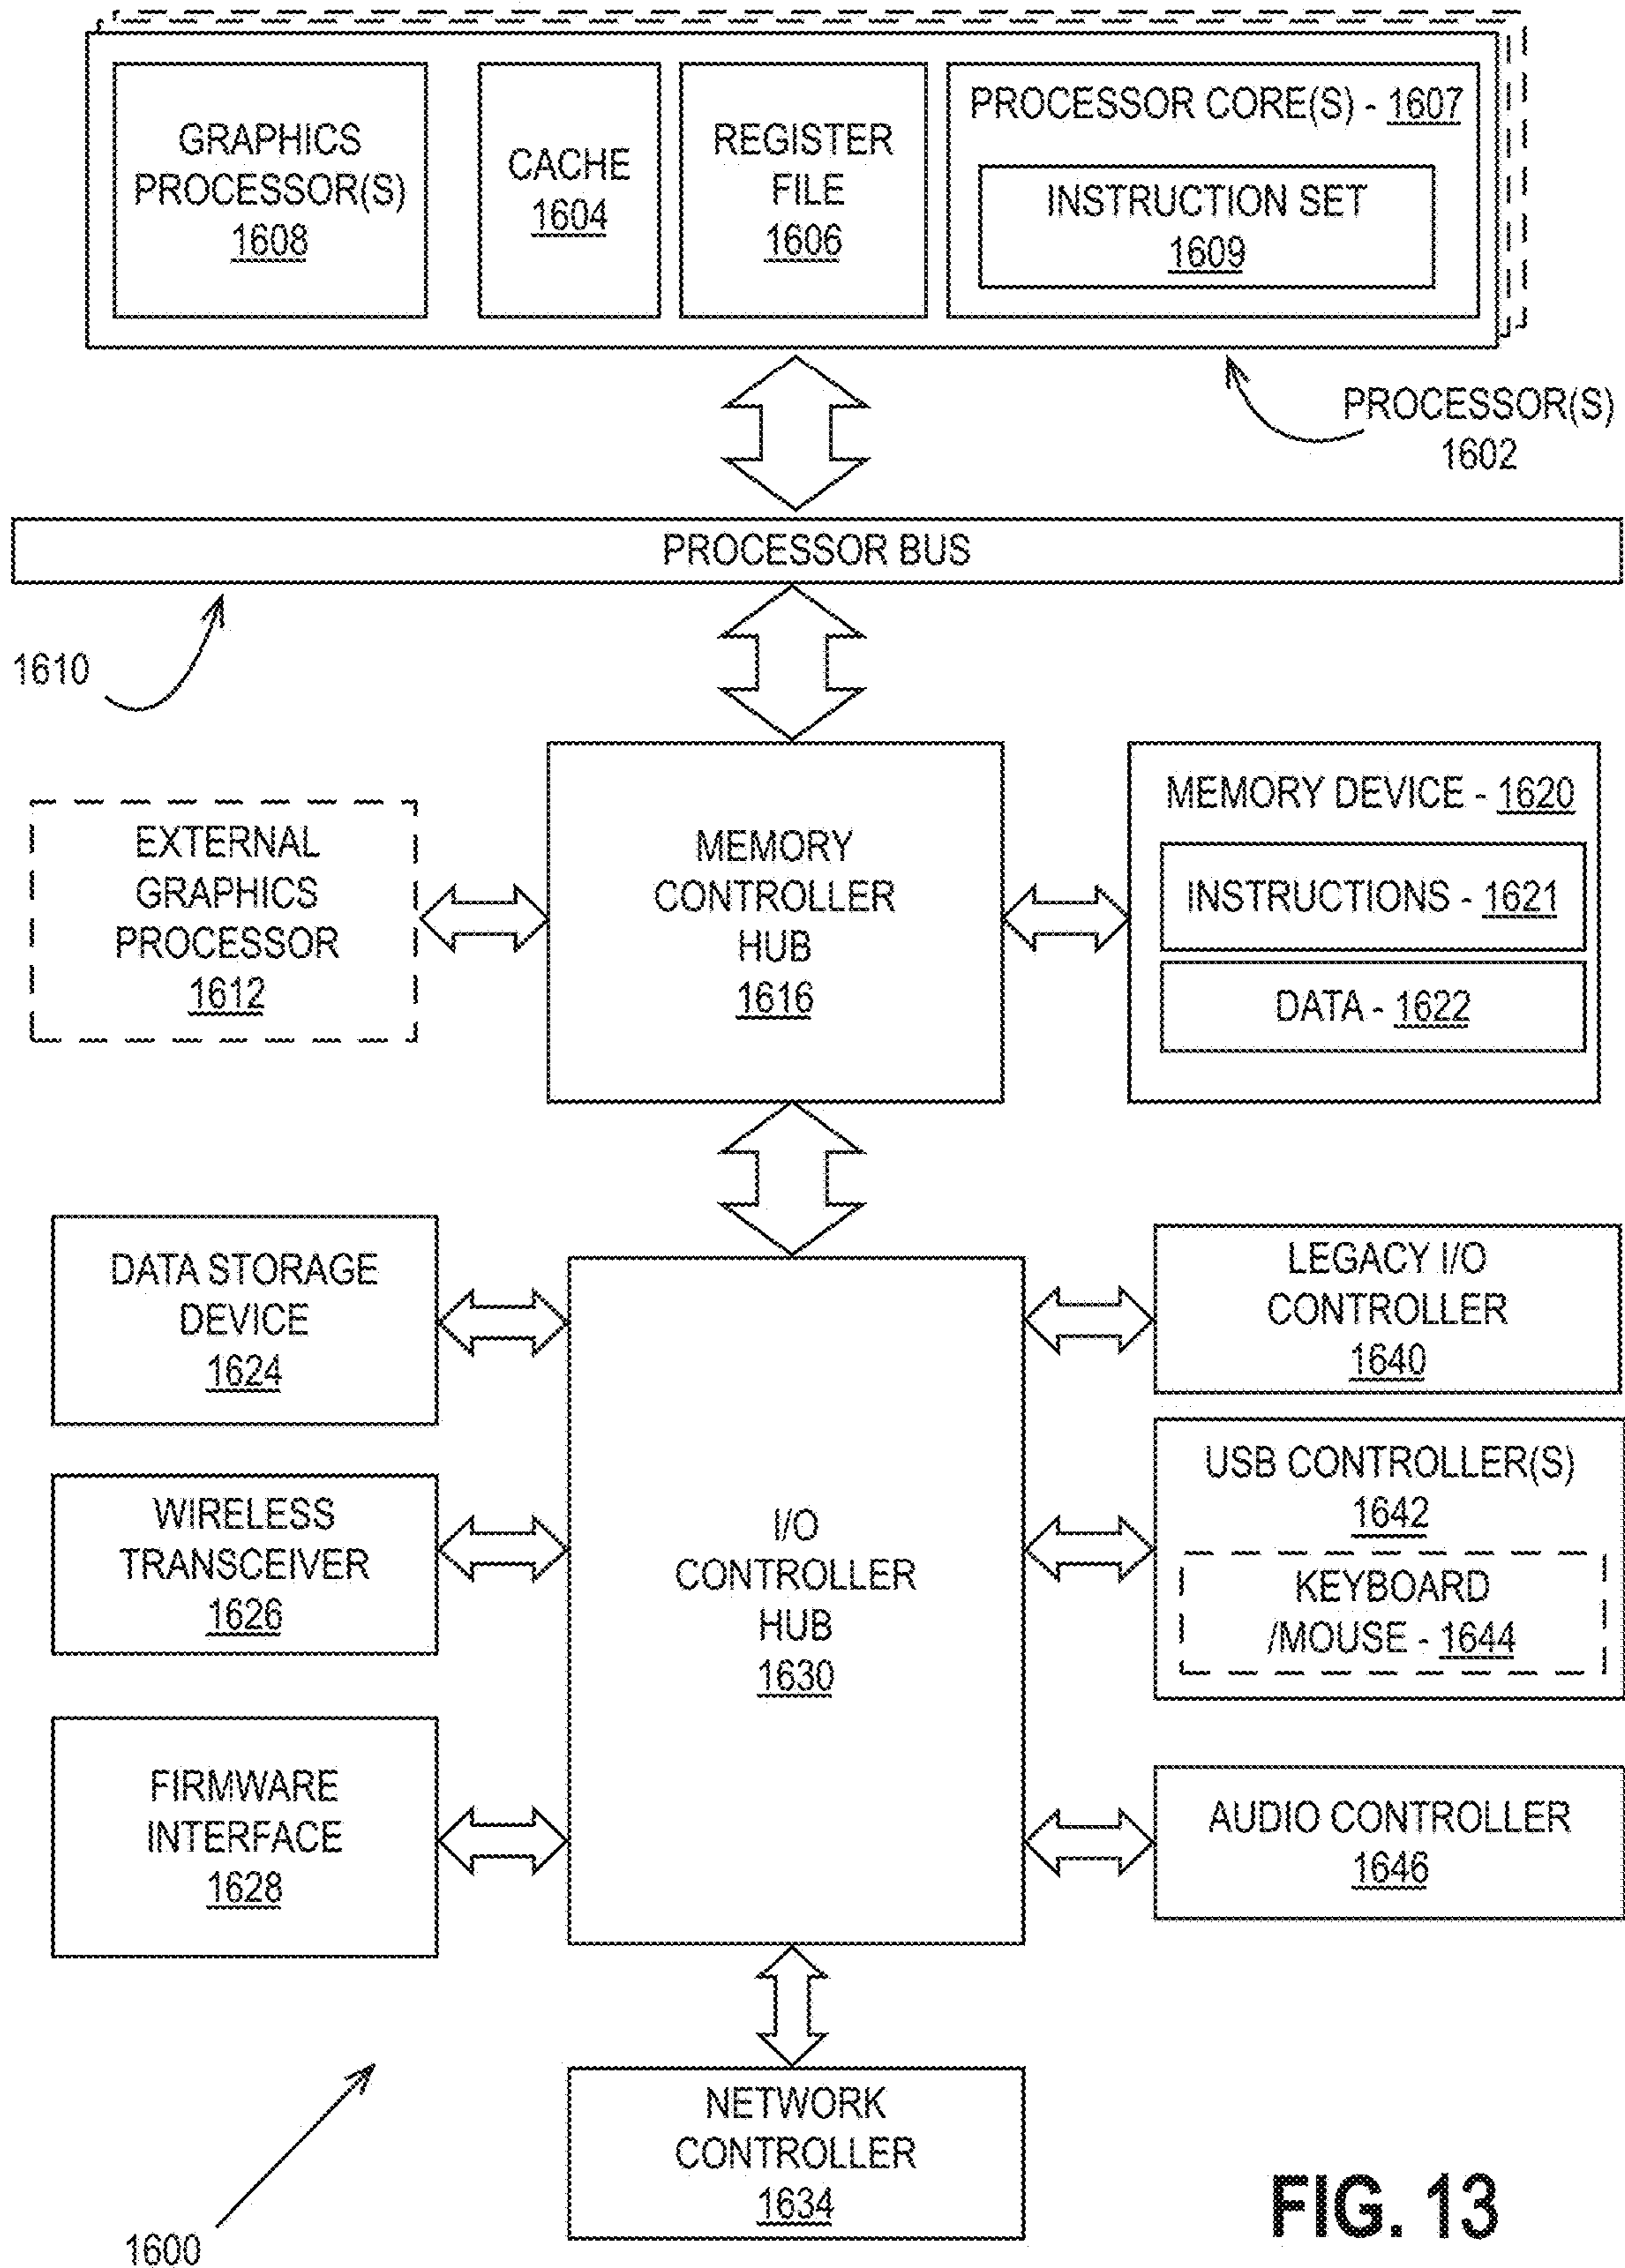 GRAPHICS
PROCESSOR(S)
1608
CACHE
1604
REGISTER
FILE
1606
PROCESSOR CORE(S) - 1607
INSTRUCTION SET
1609
PROCESSOR(S)
1602
PROCESSOR BUS
1610
EXTERNAL
GRAPHICS
PROCESSOR
1612
MEMORY
CONTROLLER
HUB
1616
MEMORY DEVICE - 1620
INSTRUCTIONS - 1621
DATA - 1622
DATA STORAGE
DEVICE
1624
WIRELESS
TRANSCEIVER
1626
FIRMWARE
INTERFACE
1628
I/O
CONTROLLER
HUB
1630
LEGACY I/O
CONTROLLER
1640
USB CONTROLLER(S)
1642
KEYBOARD
/MOUSE - 1644
AUDIO CONTROLLER
1646
NETWORK
CONTROLLER
1634
1600
FIG. 13